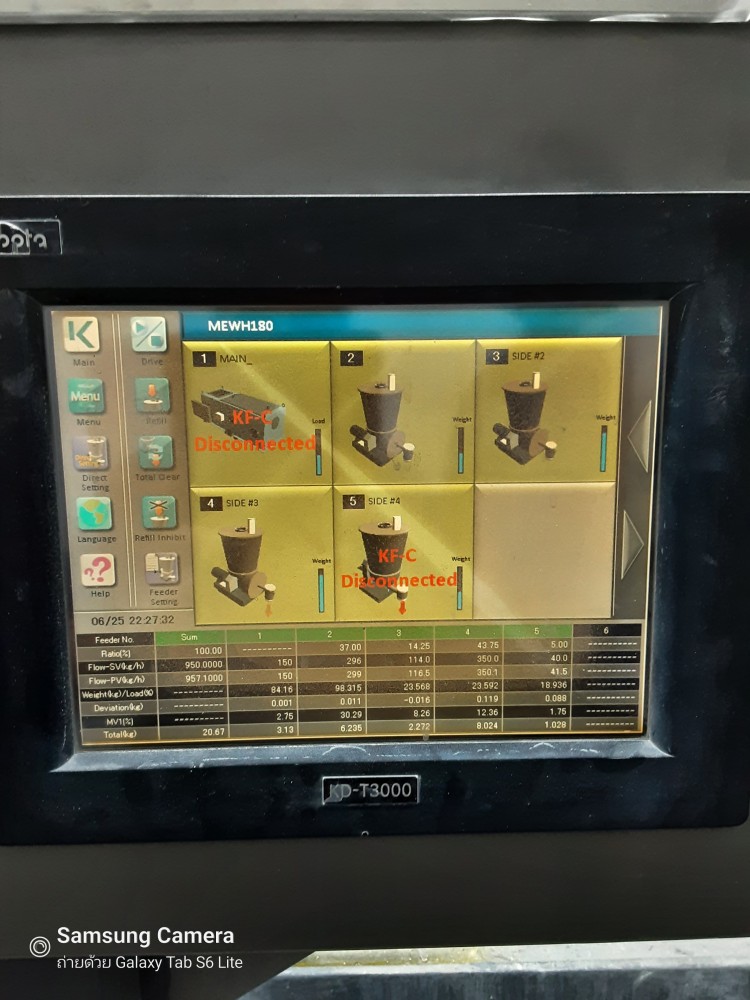 MEWH180
Main
Drive
1 MAIN_
2
3 SIDE #2
KF-C
Disconnected
Load
Weight
Weight
Menu
Menu
Refill
Direct
Setting
Total Clear
4 SIDE #3
5 SIDE #4
KF-C
Disconnected
Weight
Weight
Language
Refill Inhibit
Help
Feeder
Setting
06/25 22:27:32
Feeder No. Sum 1 2 3 4 5 6
Ratio(%) 100.00 ---------- 37.00 14.25 43.75 5.00 ----------
Flow-SV(kg/h) 950.0000 150 296 114.0 350.0 40.0 ----------
Flow-PV(kg/h) 957.1000 150 299 116.5 350.1 41.5 ----------
Weight(kg)/Load(%) ---------- 84.16 98.315 23.568 23.592 18.936 ----------
Deviation(kg) ---------- 0.001 0.011 -0.016 0.119 0.088 ----------
MV1(%) ---------- 2.75 30.29 8.26 12.36 1.75 ----------
Total(kg) 20.67 3.13 6.235 2.272 8.024 1.028 ----------
KD-T3000
Samsung Camera
ถ่ายด้วย Galaxy Tab S6 Lite